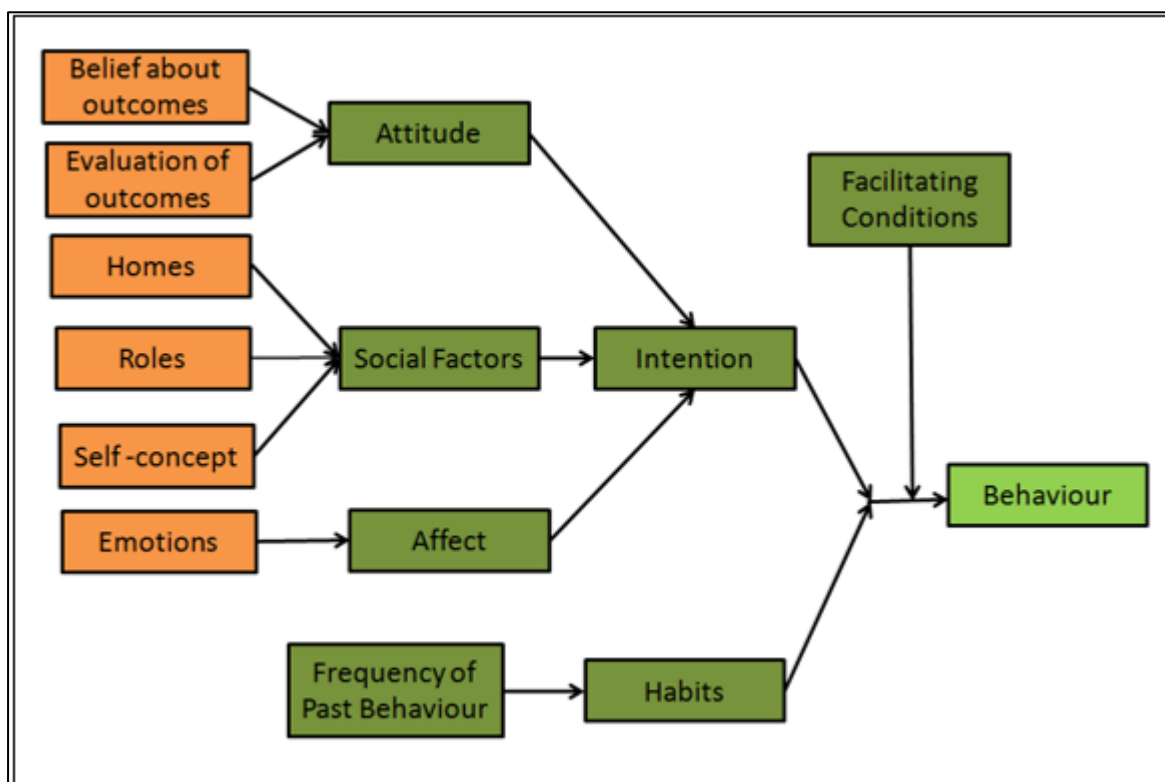 Belief about
outcomes
Evaluation of
outcomes
Homes
Roles
Self -concept
Emotions
Attitude
Social Factors
Affect
Frequency of
Past Behaviour
Intention
Habits
Facilitating
Conditions
Behaviour